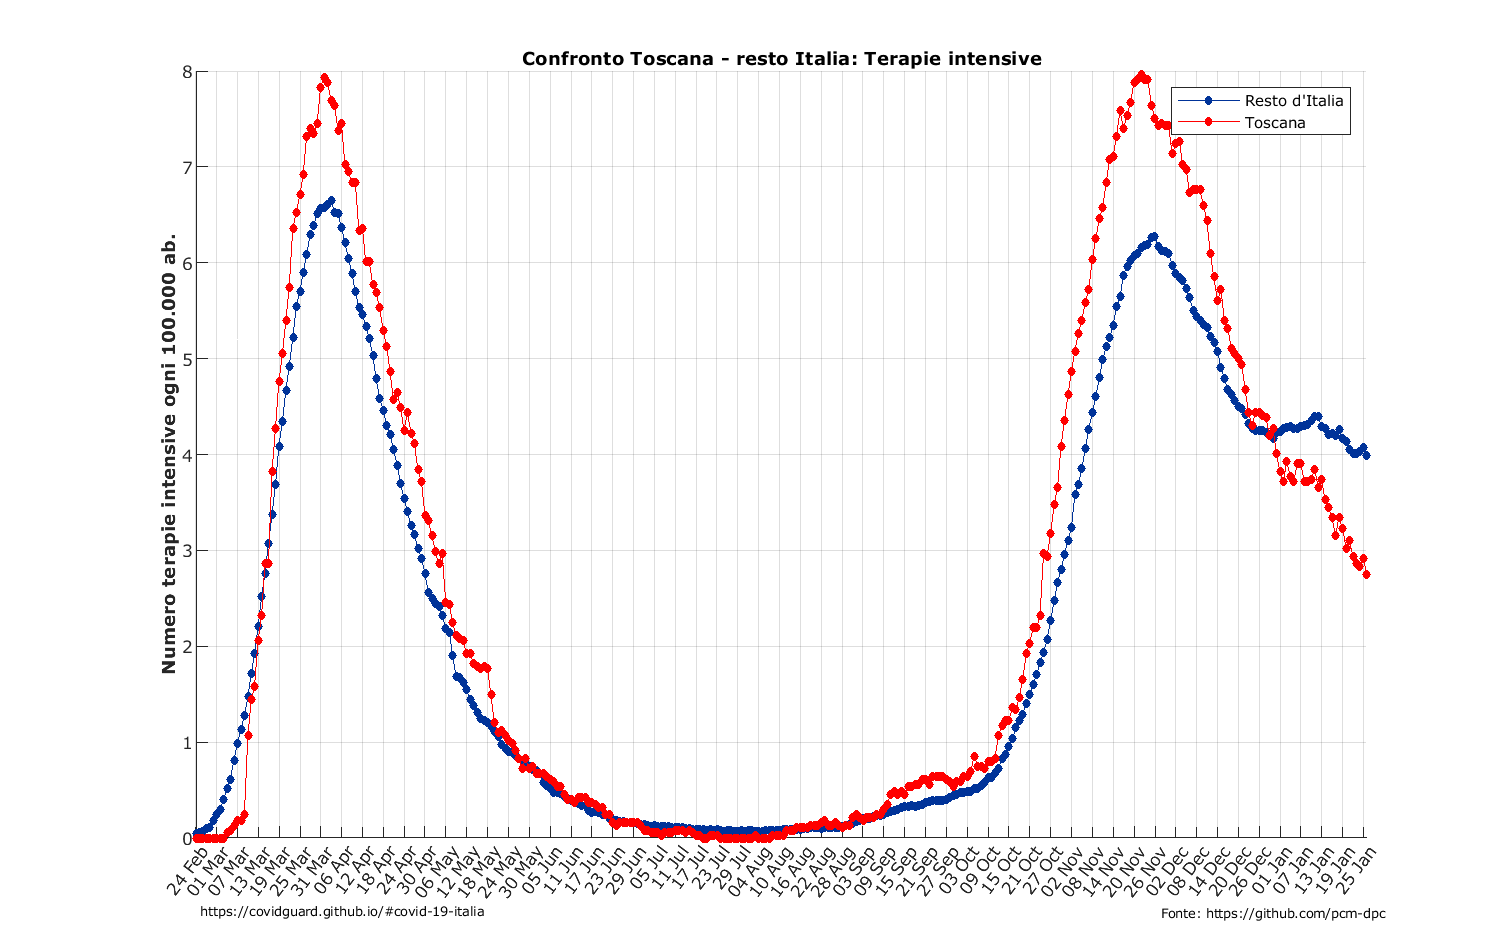 Confronto Toscana - resto Italia: Terapie intensive
Resto d'Italia
Toscana
Numero terapie intensive ogni 100.000 ab.
8
7
6
5
4
3
2
1
0
24 Feb
01 Mar
07 Mar
13 Mar
19 Mar
25 Mar
31 Mar
06 Apr
12 Apr
18 Apr
24 Apr
30 Apr
06 May
12 May
18 May
24 May
30 May
05 Jun
11 Jun
17 Jun
23 Jun
29 Jun
05 Jul
11 Jul
17 Jul
23 Jul
29 Jul
04 Aug
10 Aug
16 Aug
22 Aug
28 Aug
03 Sep
09 Sep
15 Sep
21 Sep
27 Sep
03 Oct
09 Oct
15 Oct
21 Oct
27 Oct
02 Nov
08 Nov
14 Nov
20 Nov
26 Nov
02 Dec
08 Dec
14 Dec
20 Dec
26 Dec
01 Jan
07 Jan
13 Jan
19 Jan
25 Jan
https://covidguard.github.io/#covid-19-italia
Fonte: https://github.com/pcm-dpc